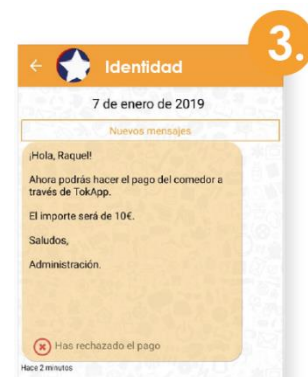 3.
Identidad
7 de enero de 2019
Nuevos mensajes
¡Hola, Raquel!
Ahora podrás hacer el pago del comedor a
través de TokApp.
El importe será de 10€.
Saludos,
Administración.
Has rechazado el pago
Hace 2 minutos